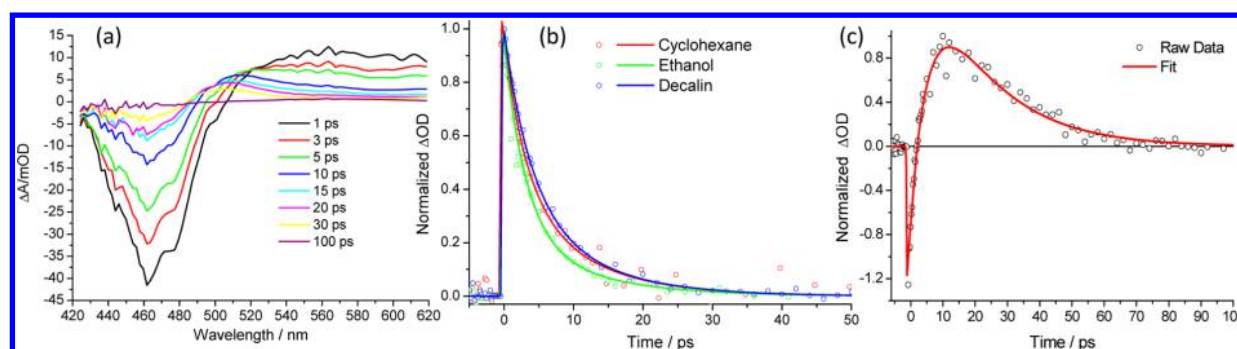 (a)
ΔA/mOD
15
10
5
0
-5
-10
-15
-20
-25
-30
-35
-40
-45
1 ps
3 ps
5 ps
10 ps
15 ps
20 ps
30 ps
100 ps
420 440 460 480 500 520 540 560 580 600 620
Wavelength / nm
(b)
Normalized ΔOD
1.0
0.8
0.6
0.4
0.2
0.0
Cyclohexane
Ethanol
Decalin
0 10 20 30 40 50
Time / ps
(c)
Normalized ΔOD
0.8
0.4
0.0
-0.4
-0.8
-1.2
Raw Data
Fit
0 10 20 30 40 50 60 70 80 90 100
Time / ps